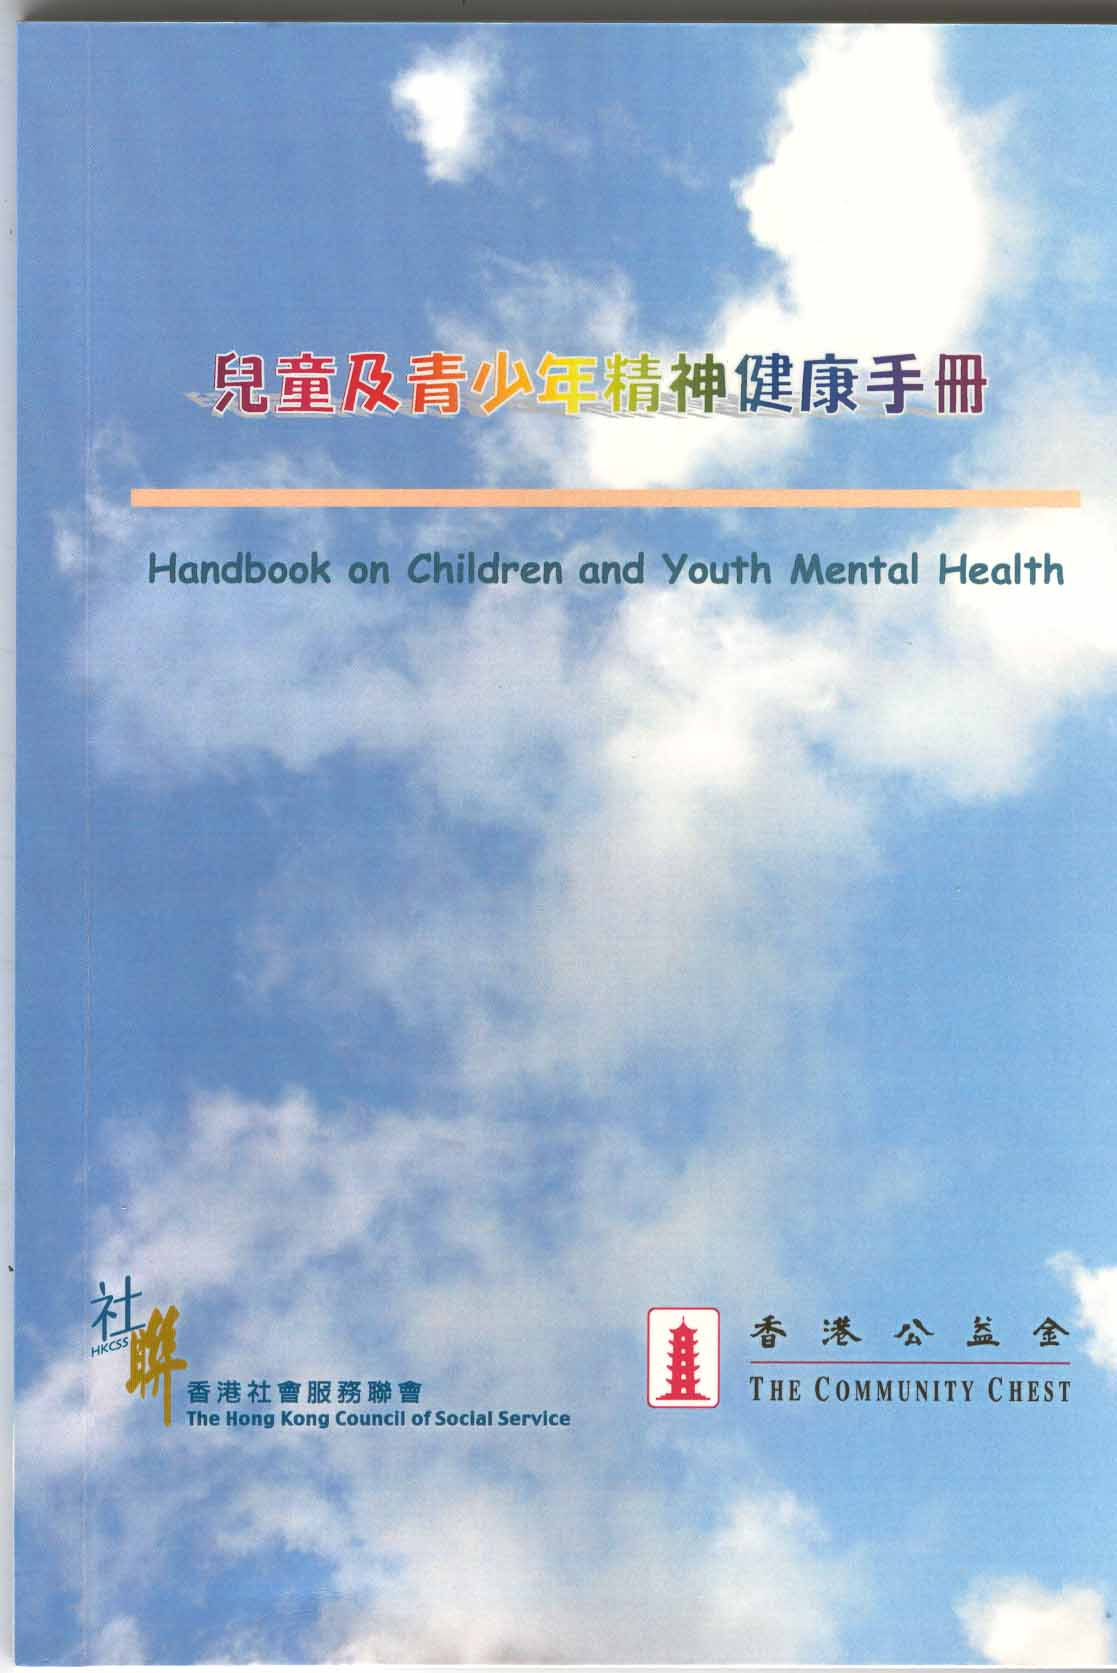 兒童及青少年精神健康手冊
Handbook on Children and Youth Mental Health
社聯
HKCSS
香港社會服務聯會
The Hong Kong Council of Social Service
香港公益金
THE COMMUNITY CHEST